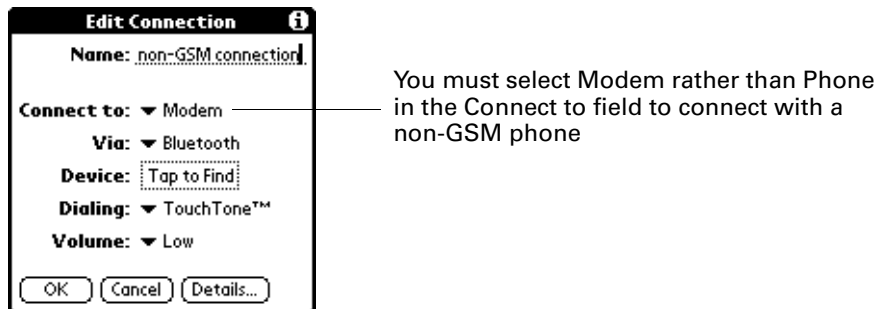 Edit Connection i
Name: non-GSM connection
Connect to: Modem
Via: Bluetooth
Device: Tap to Find
Dialing: TouchTone™
Volume: Low
OK Cancel Details...
You must select Modem rather than Phone
in the Connect to field to connect with a
non-GSM phone